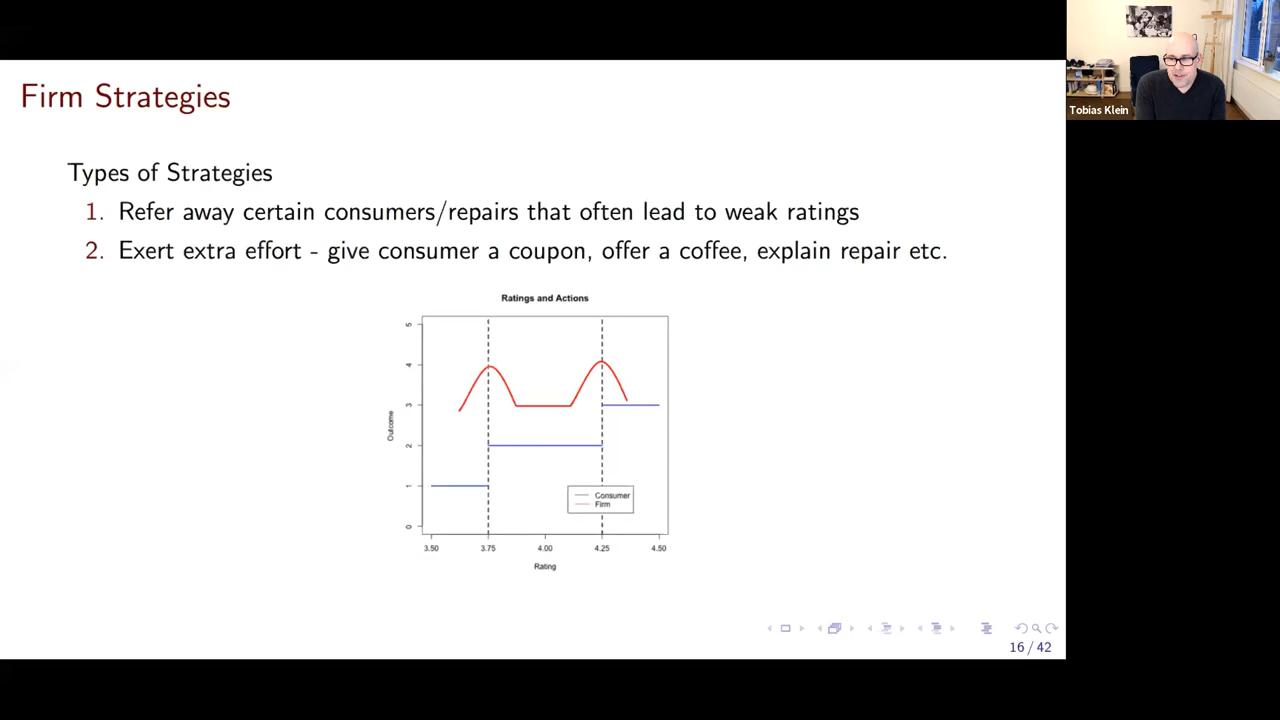 Firm Strategies
Tobias Klein
Types of Strategies
1. Refer away certain consumers/repairs that often lead to weak ratings
2. Exert extra effort - give consumer a coupon, offer a coffee, explain repair etc.
Ratings and Actions
5
4
3
2
1
0
Outcome
Consumer
Firm
3.50 3.75 4.00 4.25 4.50
Rating
16 / 42